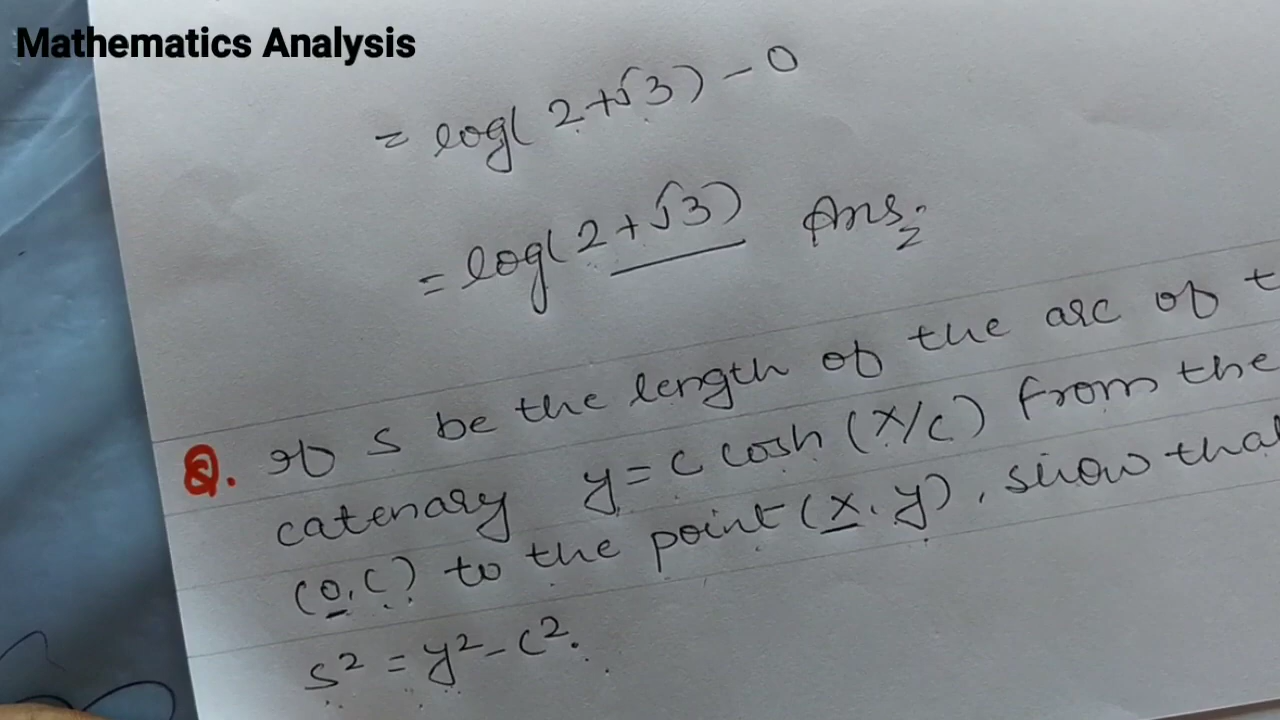 Mathematics Analysis
= log(2+√3) - 0
= log(2+√3) Ans.
Q. If S be the length of the arc of t
catenary y = c cosh (x/c) from the
(0,c) to the point (x,y), show that
s² = y² - c².